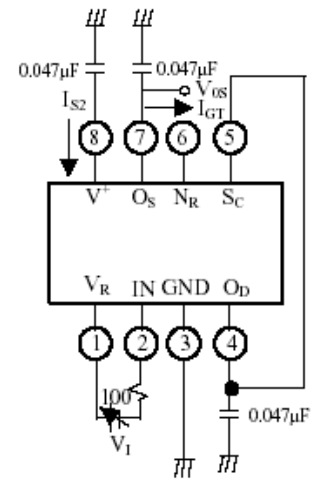 0.047μF 0.047μF
V0S
IS2 IGT
8 7 6 5
V+ OS NR SC
VR IN GND OD
1 2 3 4
100
0.047μF
VI